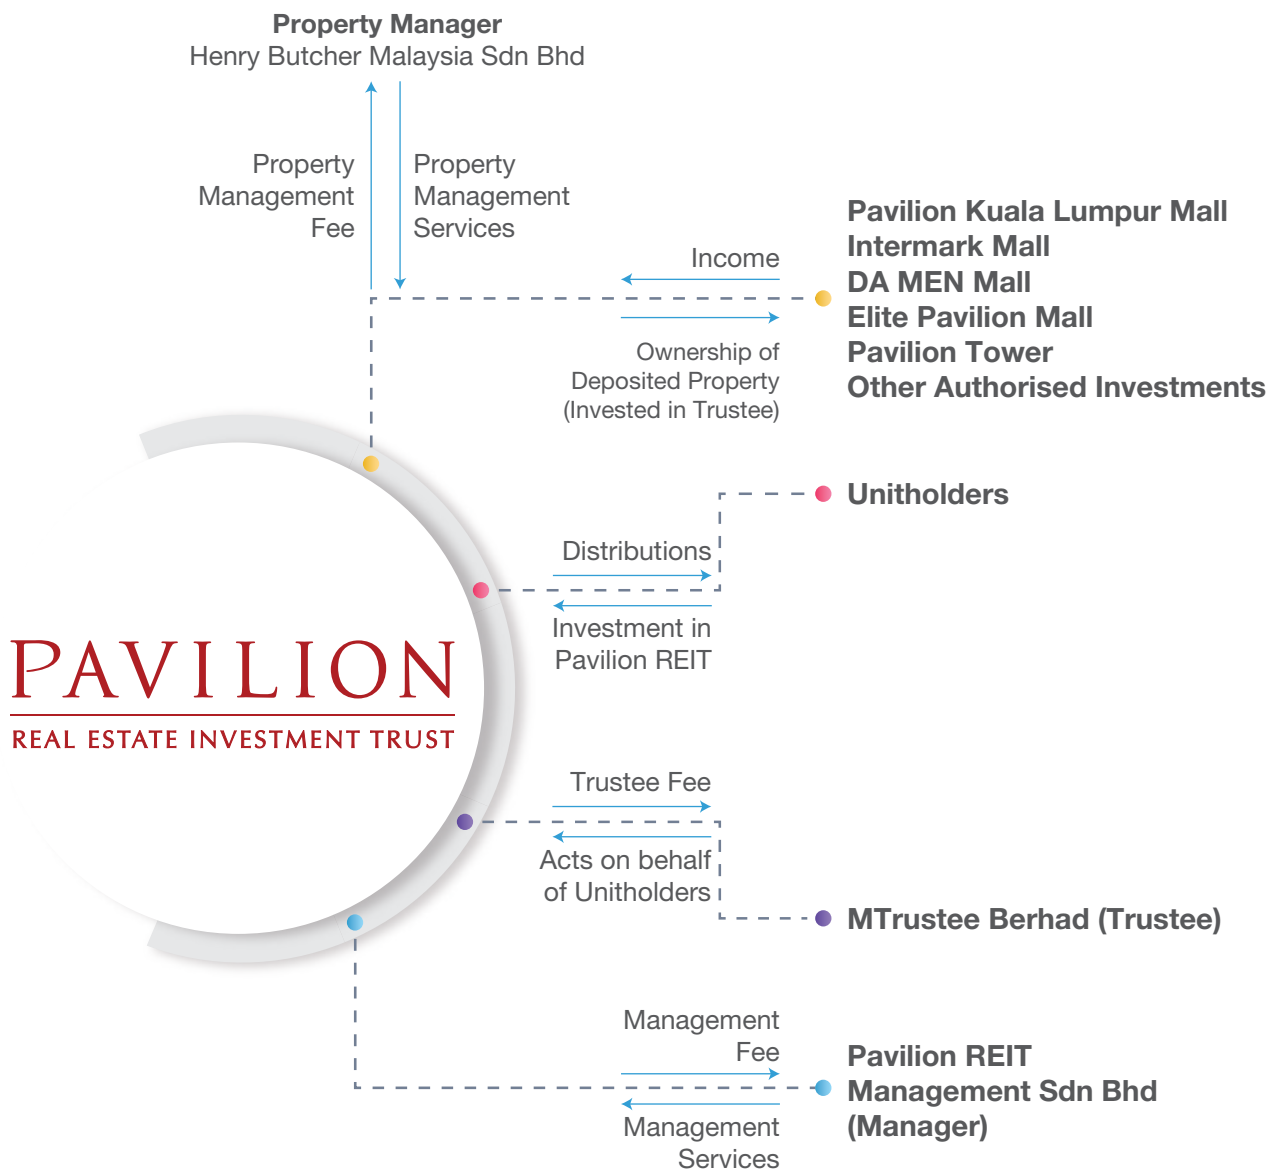 Property Manager
Henry Butcher Malaysia Sdn Bhd
Property
Management
Fee
Property
Management
Services
Income
Ownership of
Deposited Property
(Invested in Trustee)
Pavilion Kuala Lumpur Mall
Intermark Mall
DA MEN Mall
Elite Pavilion Mall
Pavilion Tower
Other Authorised Investments
Unitholders
Distributions
Investment in
Pavilion REIT
PAVILION
REAL ESTATE INVESTMENT TRUST
Trustee Fee
Acts on behalf
of Unitholders
MTrustee Berhad (Trustee)
Management
Fee
Management
Services
Pavilion REIT
Management Sdn Bhd
(Manager)